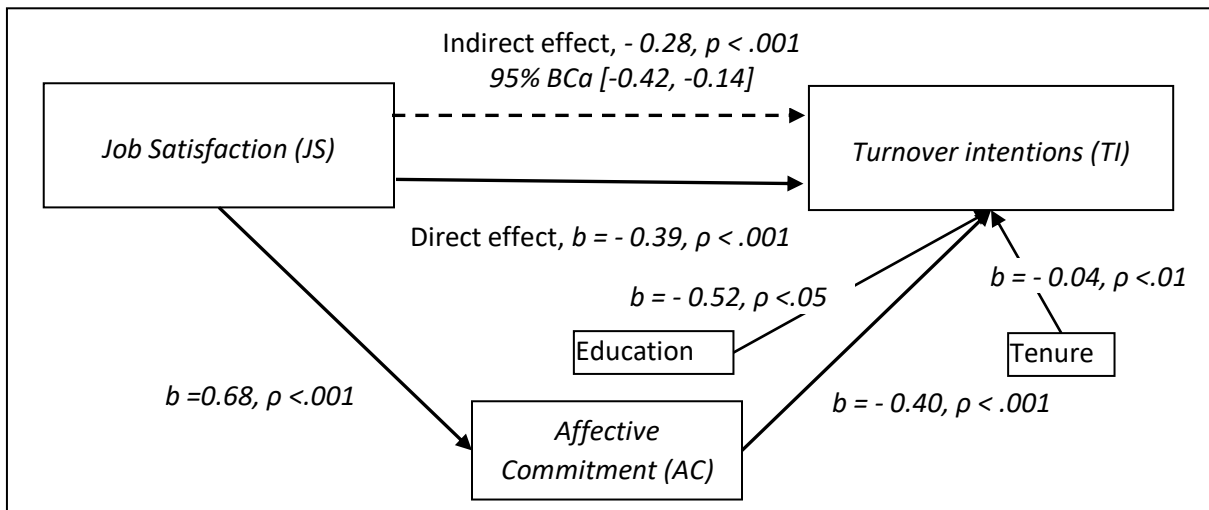 Indirect effect, - 0.28, p < .001
95% BCa [-0.42, -0.14]
Job Satisfaction (JS)
Turnover intentions (TI)
Direct effect, b = - 0.39, ρ < .001
b = - 0.04, ρ <.01
b = - 0.52, ρ <.05
Education
Tenure
b =0.68, ρ <.001
b = - 0.40, ρ < .001
Affective
Commitment (AC)